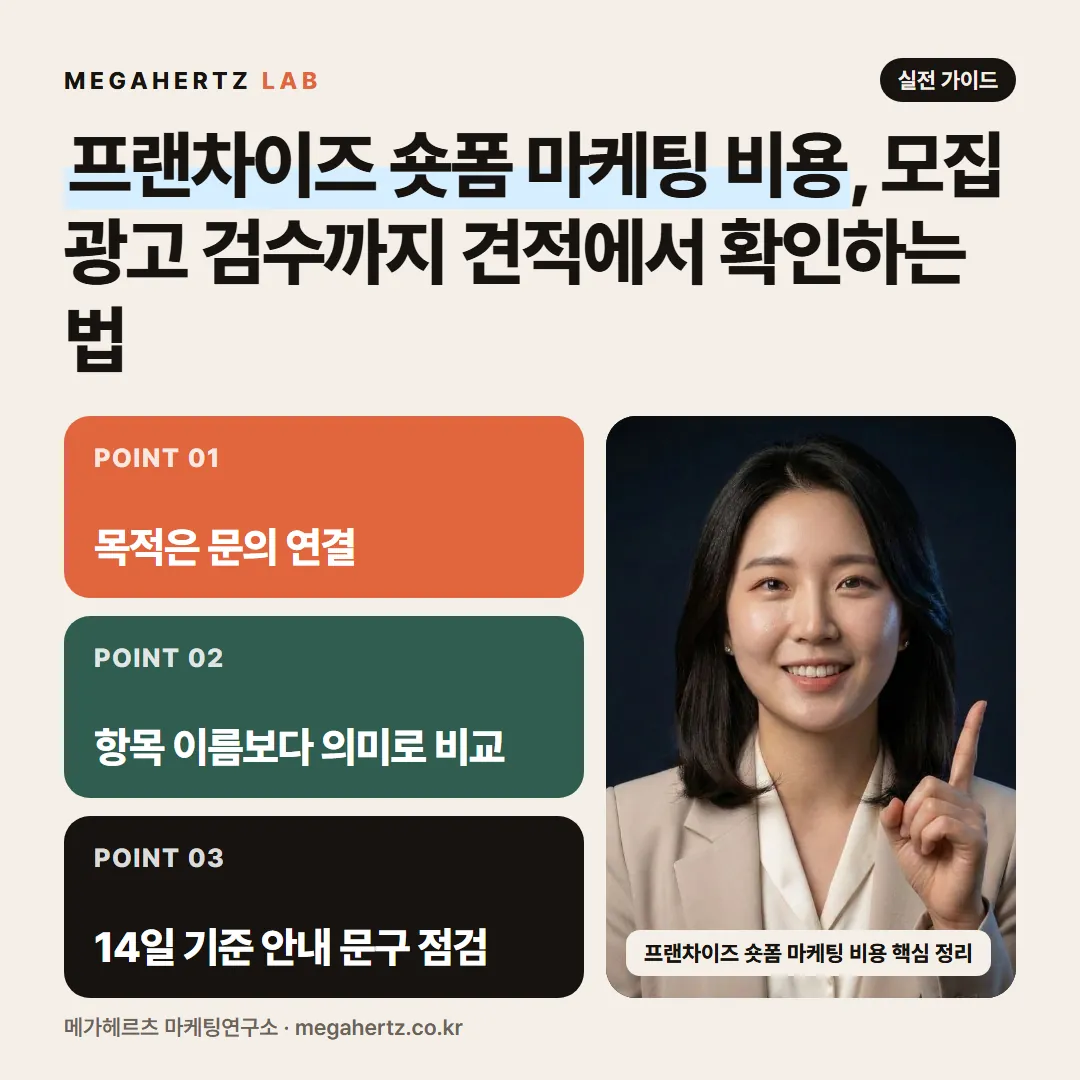 MEGAHERTZ LAB
실전 가이드
프랜차이즈 숏폼 마케팅 비용, 모집
광고 검수까지 견적에서 확인하는
법
POINT 01
목적은 문의 연결
POINT 02
항목 이름보다 의미로 비교
POINT 03
14일 기준 안내 문구 점검
프랜차이즈 숏폼 마케팅 비용 핵심 정리
메가헤르츠 마케팅연구소 · megahertz.co.kr